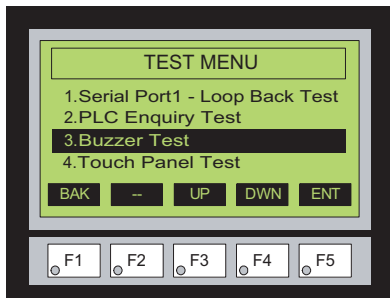 TEST MENU
1.Serial Port1 - Loop Back Test
2.PLC Enquiry Test
3.Buzzer Test
4.Touch Panel Test
BAK -- UP DWN ENT
F1 F2 F3 F4 F5